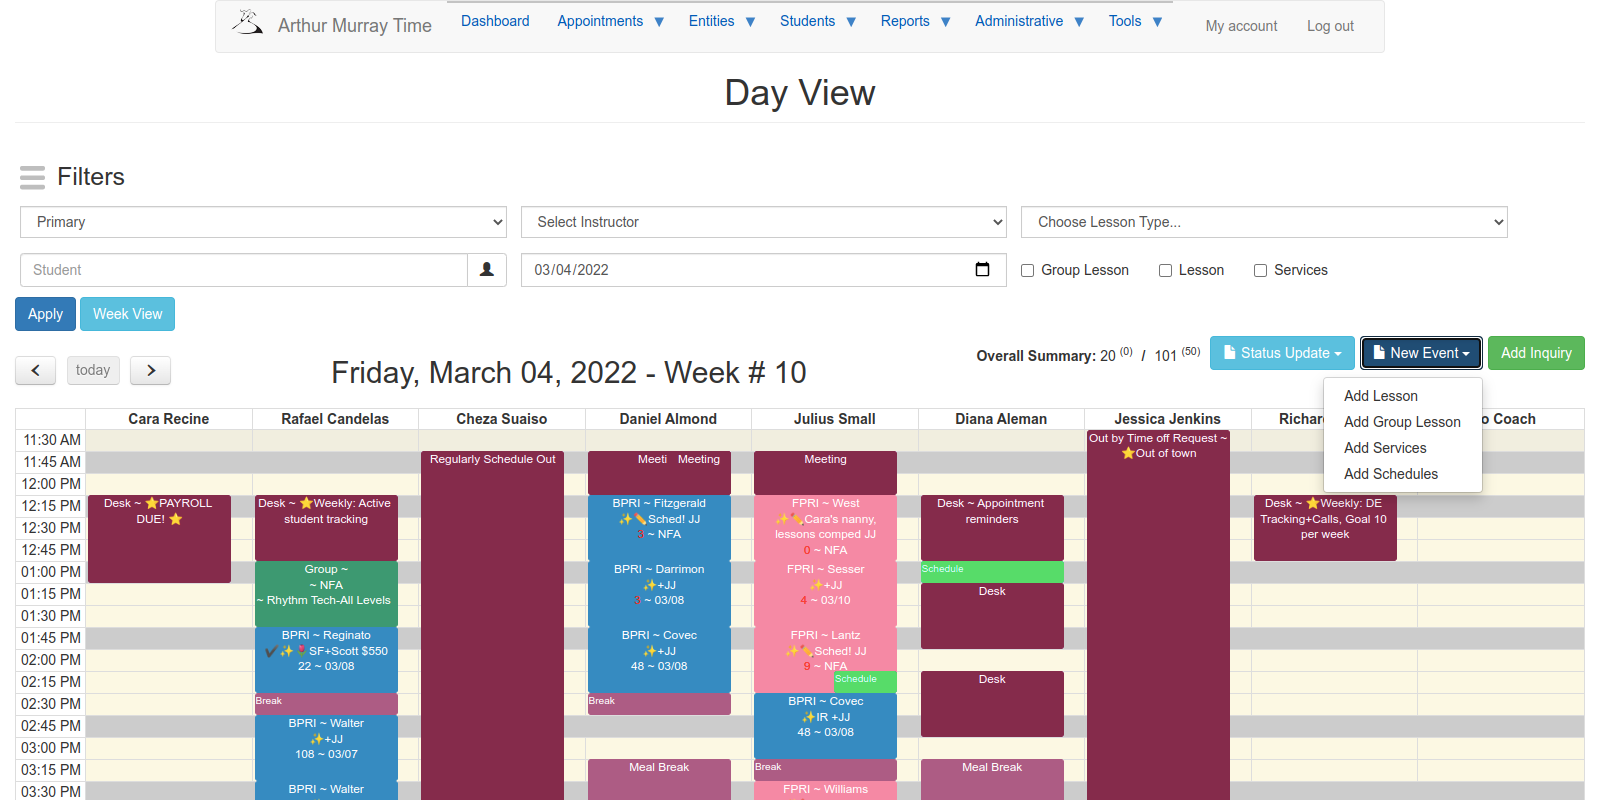 Arthur Murray Time
Dashboard Appointments Entities Students Reports Administrative Tools My account Log out
Day View
Filters
Primary Select Instructor Choose Lesson Type...
Student 03/04/2022 Group Lesson Lesson Services
Apply Week View
Overall Summary: 20 (0) / 101 (50) Status Update New Event Add Inquiry
today
Friday, March 04, 2022 - Week # 10
Add Lesson
Add Group Lesson
Add Services
Add Schedules
Cara Recine Rafael Candelas Cheza Suaiso Daniel Almond Julius Small Diana Aleman Jessica Jenkins Richar o Coach
11:30 AM
11:45 AM
12:00 PM
12:15 PM
12:30 PM
12:45 PM
01:00 PM
01:15 PM
01:30 PM
01:45 PM
02:00 PM
02:15 PM
02:30 PM
02:45 PM
03:00 PM
03:15 PM
03:30 PM
Desk ~ ⭐PAYROLL
DUE! ⭐
Desk ~ ⭐Weekly: Active
student tracking
Group ~
~ NFA
~ Rhythm Tech-All Levels
BPRI ~ Reginato
✔✨🌷SF+Scott $550
22 ~ 03/08
Break
BPRI ~ Walter
✨+JJ
108 ~ 03/07
BPRI ~ Walter
Regularly Schedule Out
Meeti Meeting
BPRI ~ Fitzgerald
✨✏️Sched! JJ
3 ~ NFA
BPRI ~ Darrimon
✨+JJ
3 ~ 03/08
BPRI ~ Covec
✨+JJ
48 ~ 03/08
Break
Meal Break
Meeting
FPRI ~ West
✨✏️Cara's nanny,
lessons comped JJ
0 ~ NFA
FPRI ~ Sesser
✨+JJ
4 ~ 03/10
FPRI ~ Lantz
✨✏️Sched! JJ
9 ~ NFA
Schedule
BPRI ~ Covec
✨IR +JJ
48 ~ 03/08
Break
FPRI ~ Williams
Desk ~ Appointment
reminders
Schedule
Desk
Desk
Meal Break
Out by Time off Request ~
⭐Out of town
Desk ~ ⭐Weekly: DE
Tracking+Calls, Goal 10
per week